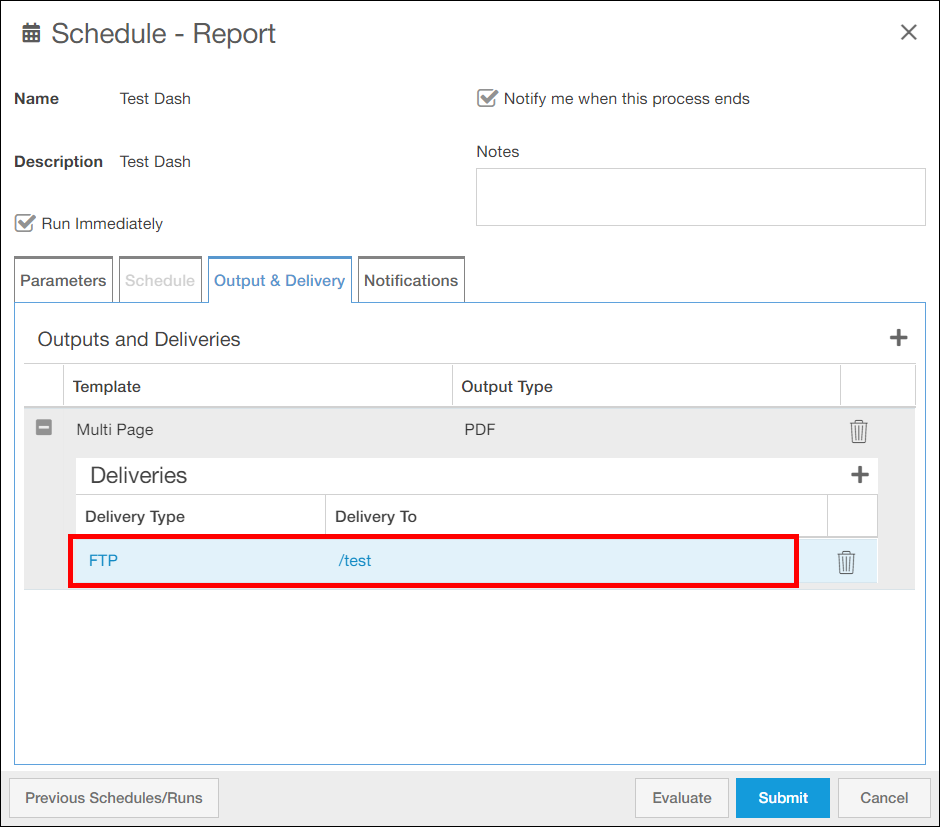 Schedule - Report
Name Test Dash
Notify me when this process ends
Description Test Dash
Notes
Run Immediately
Parameters Schedule Output & Delivery Notifications
Outputs and Deliveries
Template Output Type
Multi Page PDF
Deliveries
Delivery Type Delivery To
FTP /test
Previous Schedules/Runs Evaluate Submit Cancel